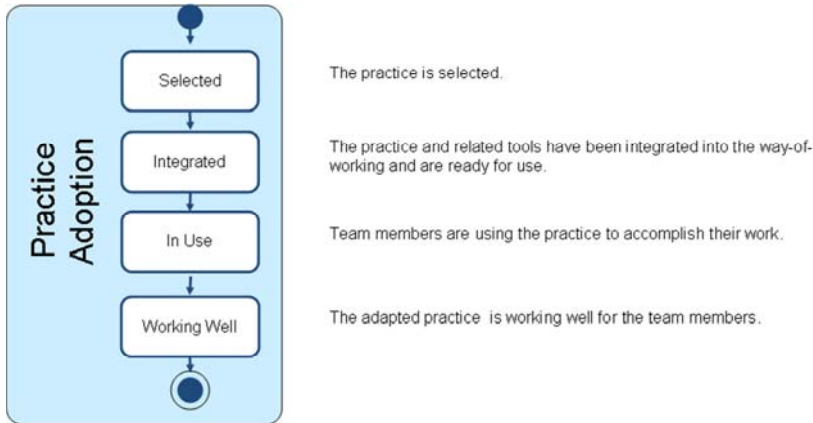 Practice
Adoption
Selected
The practice is selected.
Integrated
The practice and related tools have been integrated into the way-of-
working and are ready for use.
In Use
Team members are using the practice to accomplish their work.
Working Well
The adapted practice is working well for the team members.